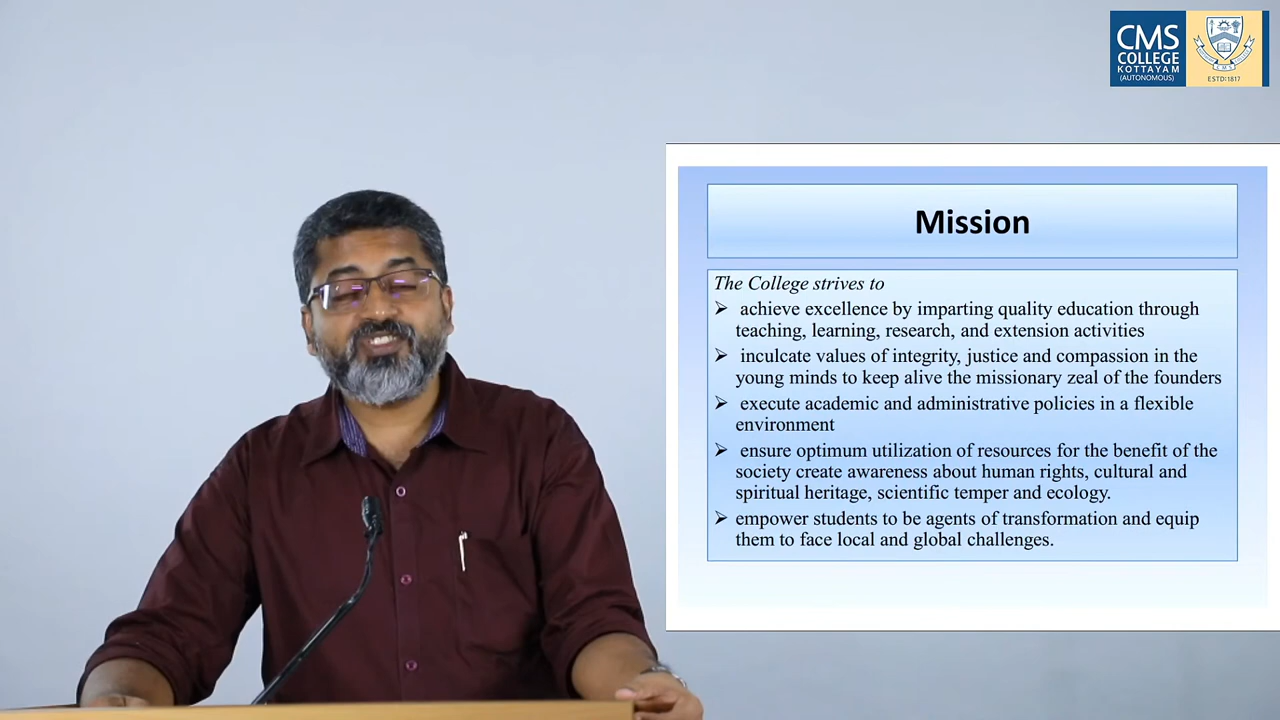 CMS
COLLEGE
KOTTAYAM
(AUTONOMOUS)
ESTD:1817
Mission
The College strives to
➢ achieve excellence by imparting quality education through
teaching, learning, research, and extension activities
➢ inculcate values of integrity, justice and compassion in the
young minds to keep alive the missionary zeal of the founders
➢ execute academic and administrative policies in a flexible
environment
➢ ensure optimum utilization of resources for the benefit of the
society create awareness about human rights, cultural and
spiritual heritage, scientific temper and ecology.
➢ empower students to be agents of transformation and equip
them to face local and global challenges.